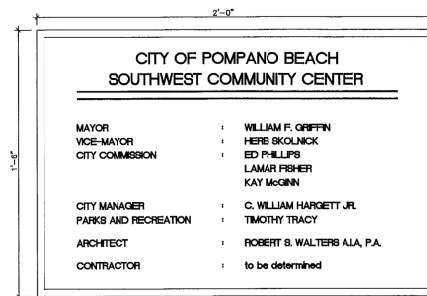 2'-0"
1'-6"
CITY OF POMPANO BEACH
SOUTHWEST COMMUNITY CENTER
MAYOR : WILLIAM F. GRIFFIN
VICE-MAYOR : HERB SKOLNICK
CITY COMMISSION : ED PHILLIPS
LAMAR FISHER
KAY McGINN
CITY MANAGER : C. WILLIAM HARGETT JR.
PARKS AND RECREATION : TIMOTHY TRACY
ARCHITECT : ROBERT S. WALTERS A.I.A, P.A.
CONTRACTOR : to be determined